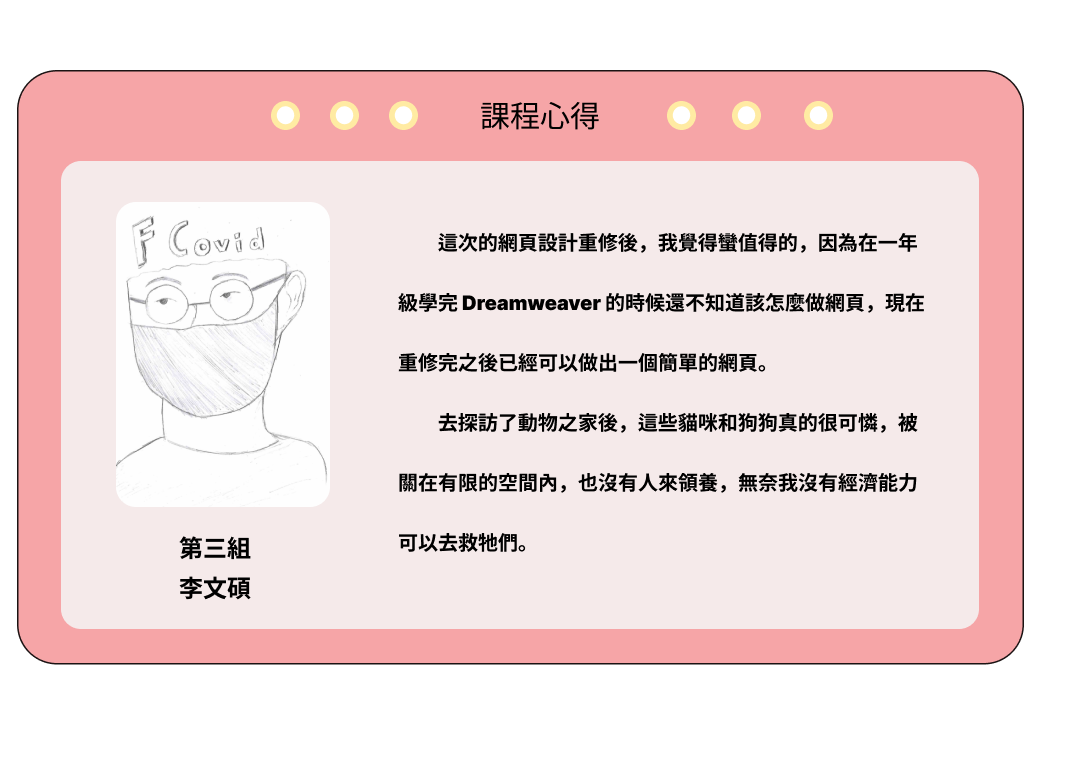 課程心得
F Covid
第三組
李文碩
這次的網頁設計重修後，我覺得蠻值得的，因為在一年
級學完 Dreamweaver 的時候還不知道該怎麼做網頁，現在
重修完之後已經可以做出一個簡單的網頁。
去探訪了動物之家後，這些貓咪和狗狗真的很可憐，被
關在有限的空間內，也沒有人來領養，無奈我沒有經濟能力
可以去救牠們。